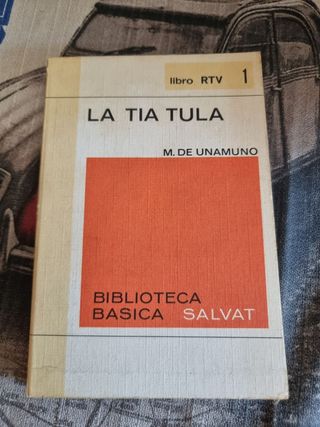 libro RTV 1
LA TIA TULA
M. DE UNAMUNO
BIBLIOTECA
BASICA SALVAT